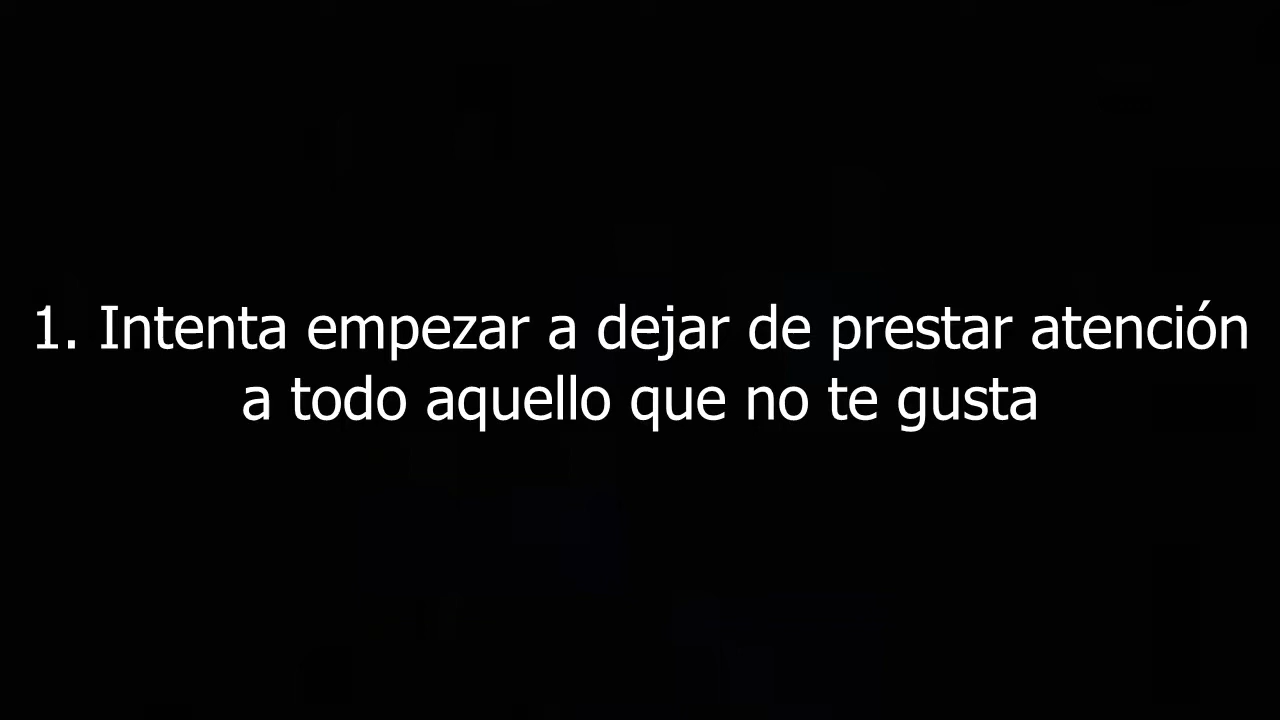 1. Intenta empezar a dejar de prestar atención
a todo aquello que no te gusta